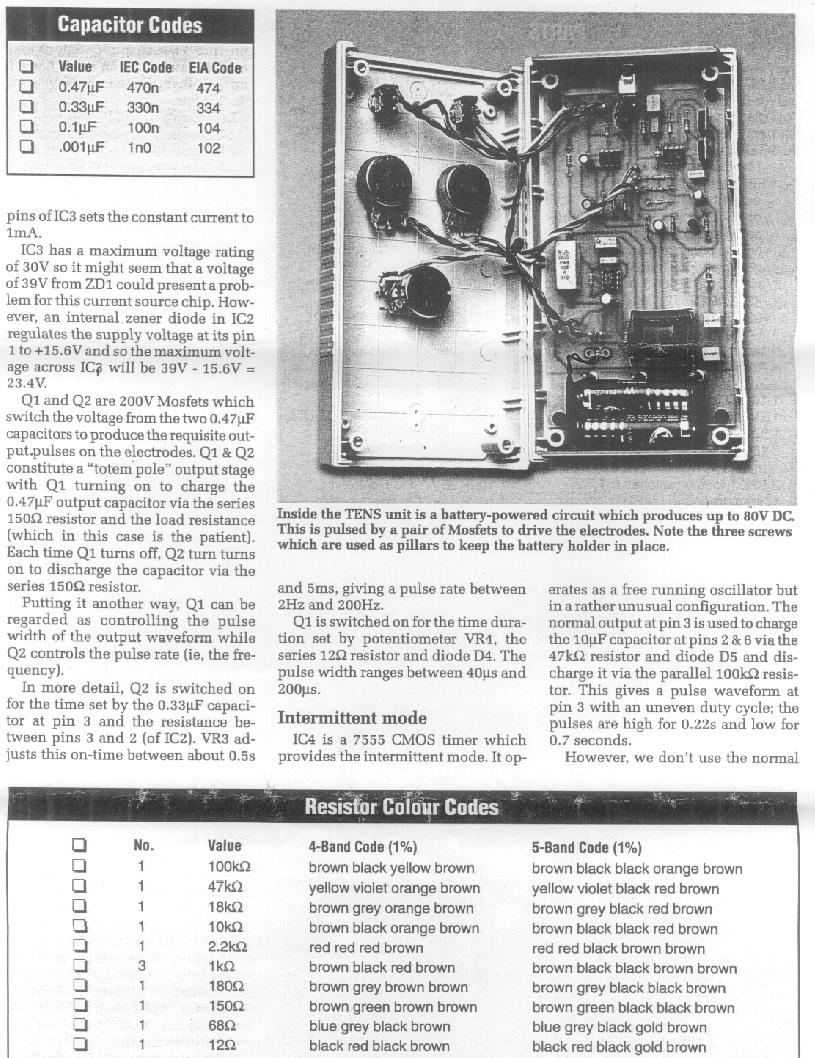 Capacitor Codes
❏ Value IEC Code EIA Code
❏ 0.47µF 470n 474
❏ 0.33µF 330n 334
❏ 0.1µF 100n 104
❏ .001µF 1n0 102
pins of IC3 sets the constant current to
1mA.
IC3 has a maximum voltage rating
of 30V so it might seem that a voltage
of 39V from ZD1 could present a prob-
lem for this current source chip. How-
ever, an internal zener diode in IC2
regulates the supply voltage at its pin
1 to +15.6V and so the maximum volt-
age across IC3 will be 39V - 15.6V =
23.4V.
Q1 and Q2 are 200V Mosfets which
switch the voltage from the two 0.47µF
capacitors to produce the requisite out-
put pulses on the electrodes. Q1 & Q2
constitute a "totem pole" output stage
with Q1 turning on to charge the
0.47µF output capacitor via the series
150Ω resistor and the load resistance
(which in this case is the patient).
Each time Q1 turns off, Q2 turn turns
on to discharge the capacitor via the
series 150Ω resistor.
Putting it another way, Q1 can be
regarded as controlling the pulse
width of the output waveform while
Q2 controls the pulse rate (ie, the fre-
quency).
In more detail, Q2 is switched on
for the time set by the 0.33µF capaci-
tor at pin 3 and the resistance be-
tween pins 3 and 2 (of IC2). VR3 ad-
justs this on-time between about 0.5s
Inside the TENS unit is a battery-powered circuit which produces up to 80V DC.
This is pulsed by a pair of Mosfets to drive the electrodes. Note the three screws
which are used as pillars to keep the battery holder in place.
and 5ms, giving a pulse rate between
2Hz and 200Hz.
Q1 is switched on for the time dura-
tion set by potentiometer VR4, the
series 12Ω resistor and diode D4. The
pulse width ranges between 40µs and
200µs.
Intermittent mode
IC4 is a 7555 CMOS timer which
provides the intermittent mode. It op-
erates as a free running oscillator but
in a rather unusual configuration. The
normal output at pin 3 is used to charge
the 10µF capacitor at pins 2 & 6 via the
47kΩ resistor and diode D5 and dis-
charge it via the parallel 100kΩ resis-
tor. This gives a pulse waveform at
pin 3 with an uneven duty cycle; the
pulses are high for 0.22s and low for
0.7 seconds.
However, we don't use the normal
Resistor Colour Codes
❏ No. Value 4-Band Code (1%) 5-Band Code (1%)
❏ 1 100kΩ brown black yellow brown brown black black orange brown
❏ 1 47kΩ yellow violet orange brown yellow violet black red brown
❏ 1 18kΩ brown grey orange brown brown grey black red brown
❏ 1 10kΩ brown black orange brown brown black black red brown
❏ 1 2.2kΩ red red red brown red red black brown brown
❏ 3 1kΩ brown black red brown brown black black brown brown
❏ 1 180Ω brown grey brown brown brown grey black black brown
❏ 1 150Ω brown green brown brown brown green black black brown
❏ 1 68Ω blue grey black brown blue grey black gold brown
❏ 1 12Ω black red black brown black red black gold brown